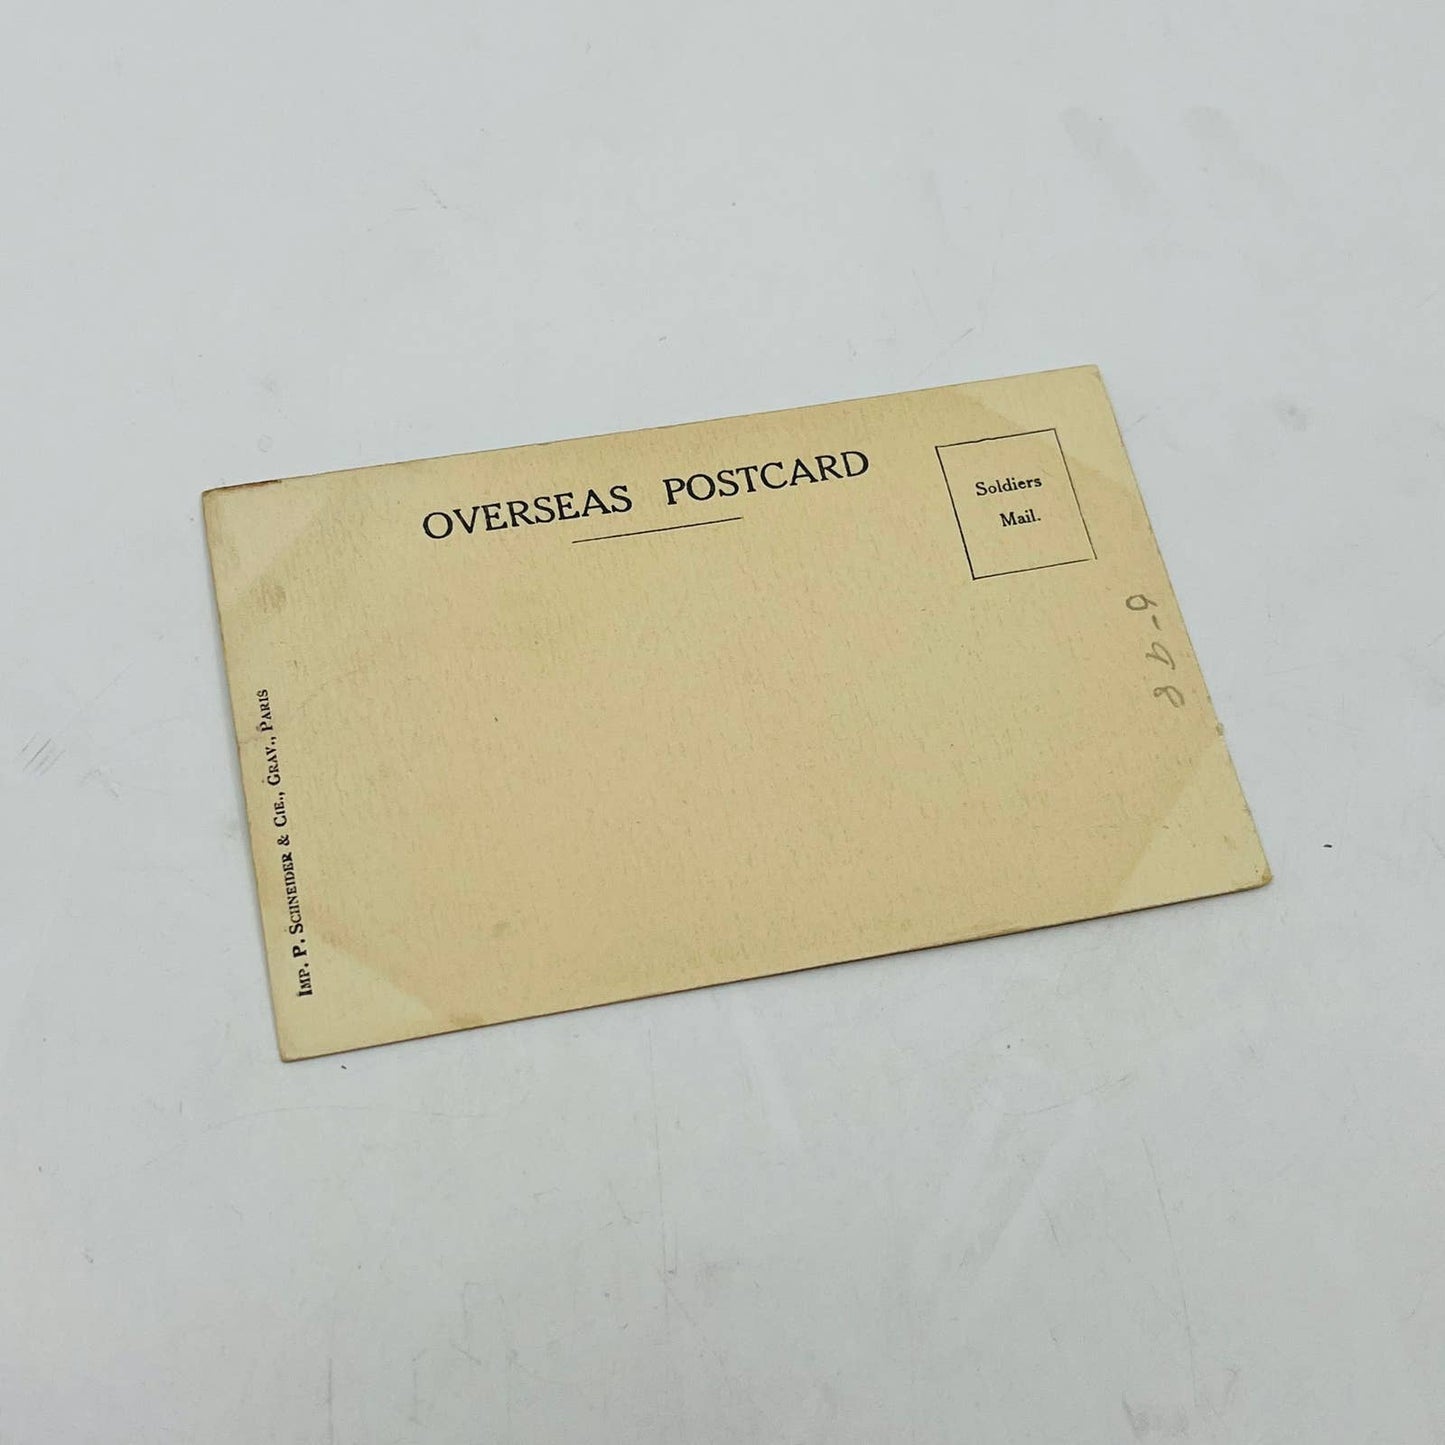 OVERSEAS POSTCARD
Soldiers
Mail.
IMP. P. SCHNEIDER & CIE., GRAV., PARIS